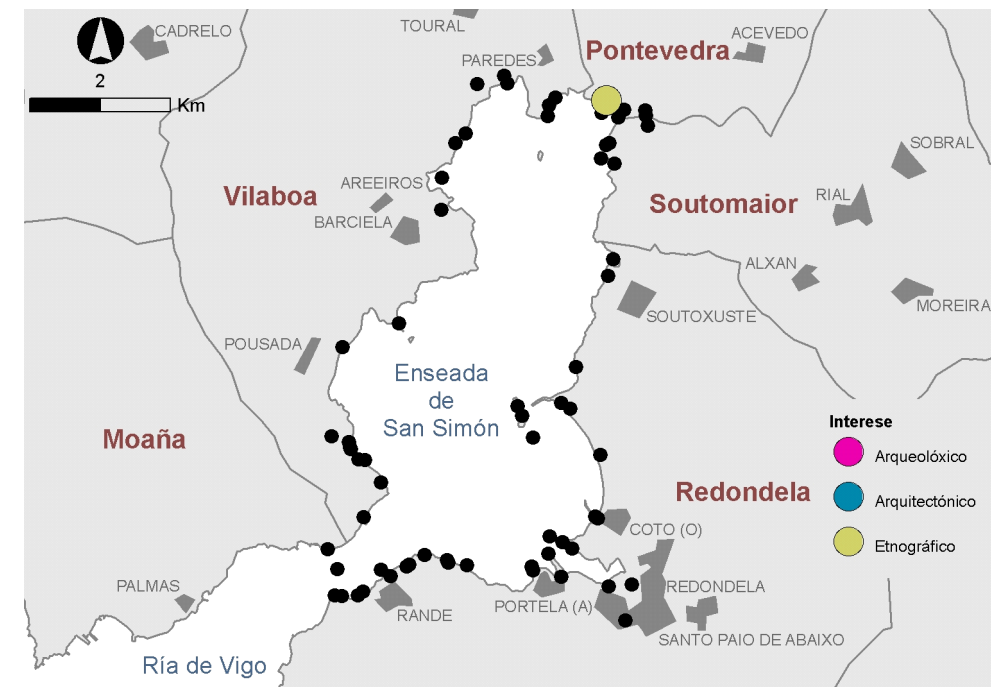 CADRELO
TOURAL
ACEVEDO
PAREDES
Pontevedra
2
Km
SOBRAL
AREEIROS
Vilaboa
RIAL
Soutomaior
BARCIELA
ALXAN
MOREIRA
SOUTOXUSTE
POUSADA
Enseada
de
San Simón
Interese
Moaña
Arqueolóxico
Redondela
Arquitectónico
COTO (O)
Etnográfico
PALMAS
REDONDELA
PORTELA (A)
RANDE
SANTO PAIO DE ABAIXO
Ría de Vigo